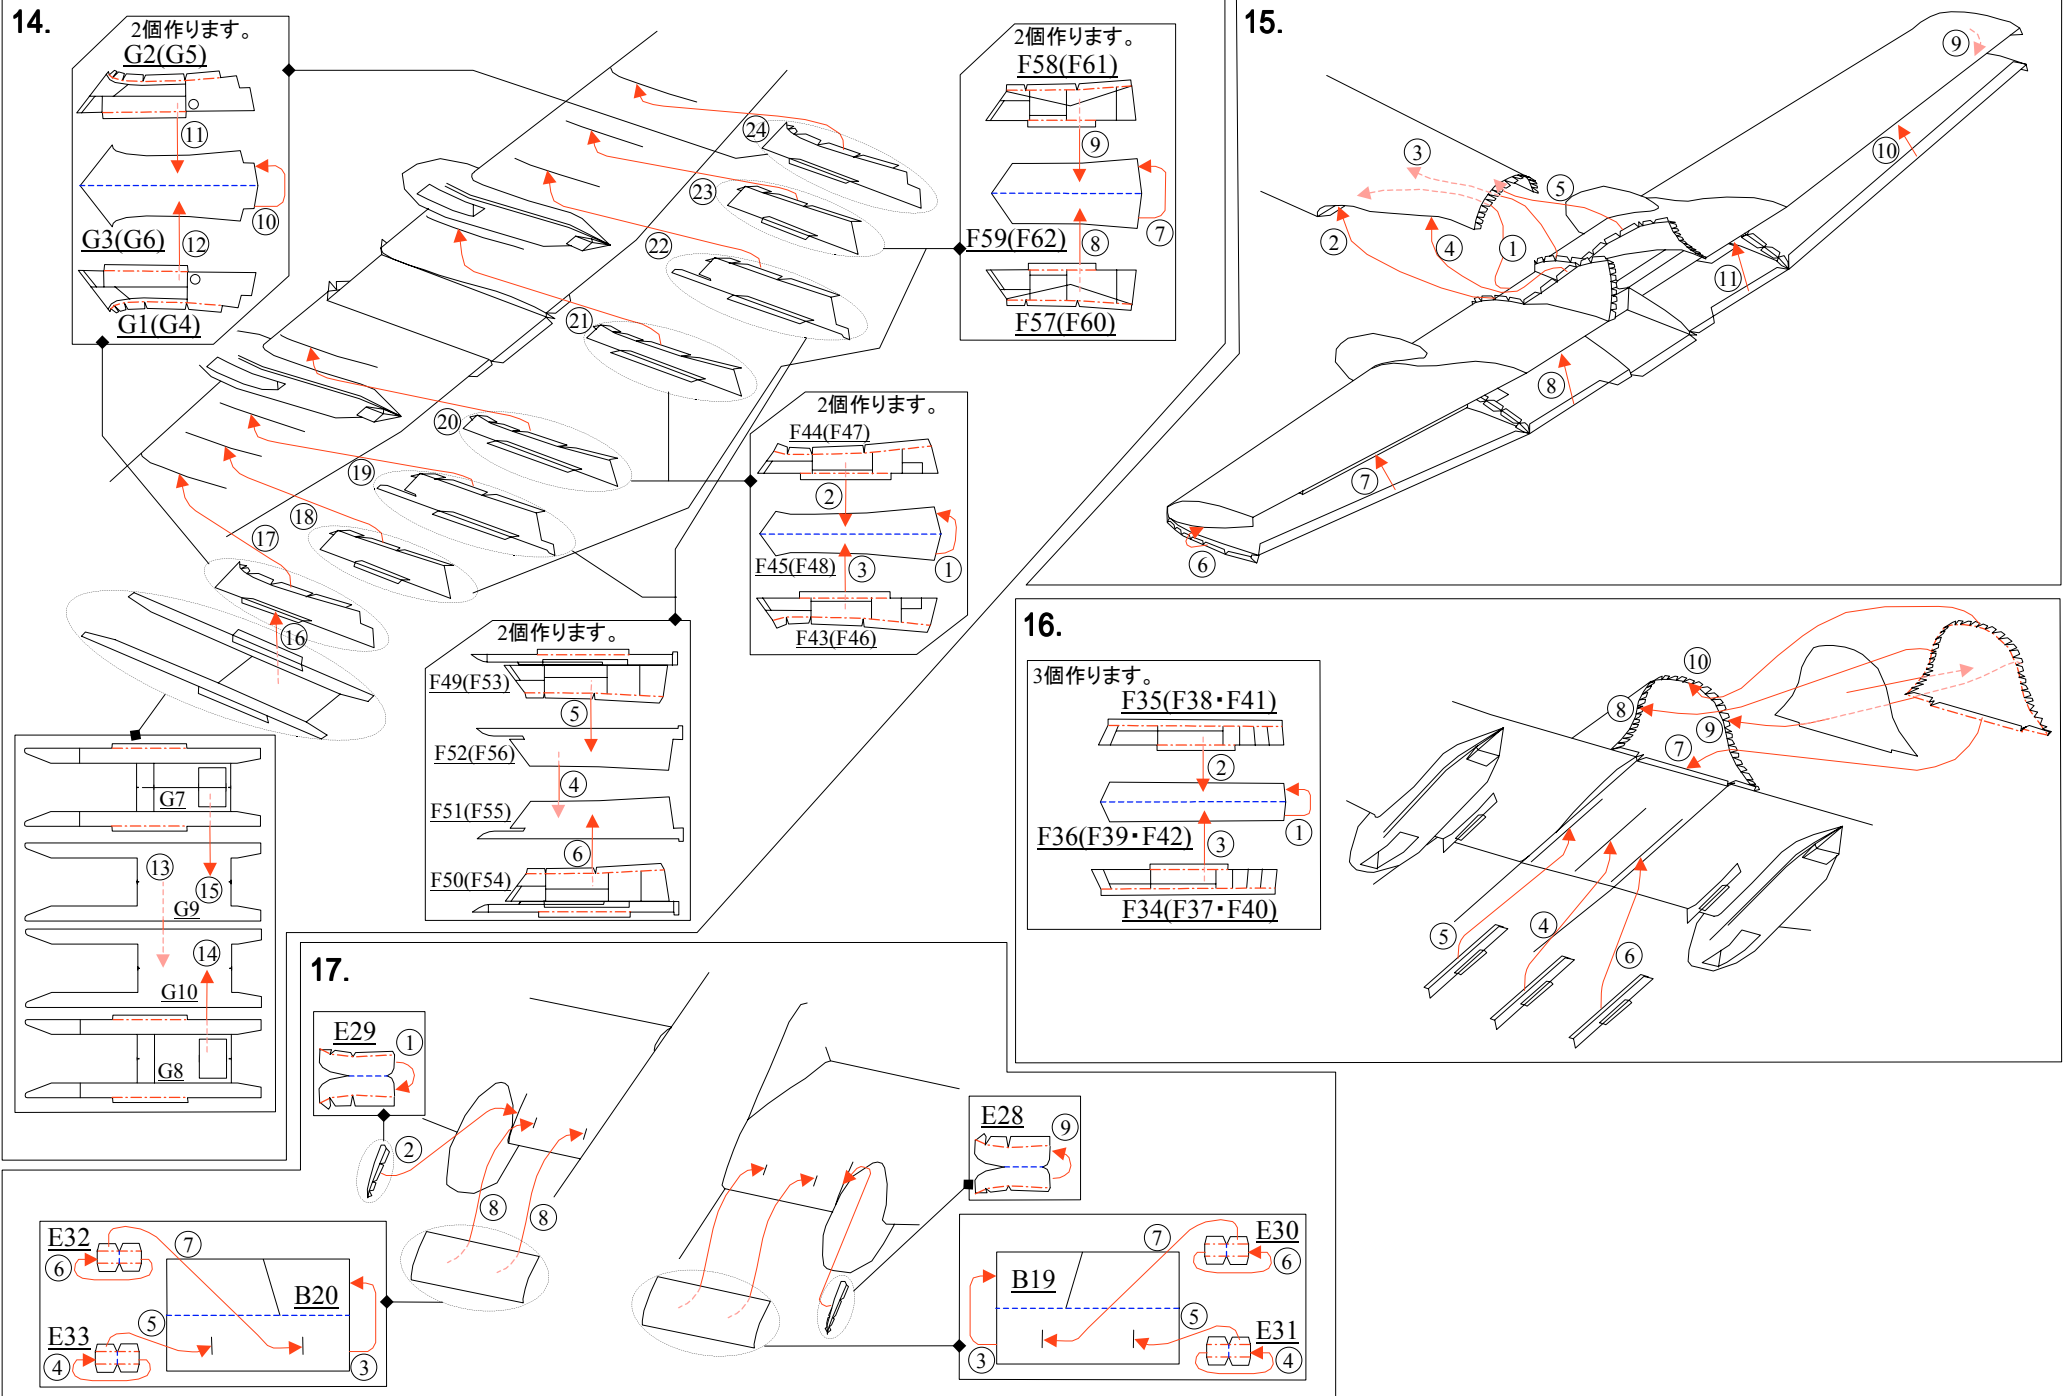 14.
2個作ります。
G2(G5)
⑪
⑩
G3(G6)
⑫
G1(G4)
2個作ります。
F58(F61)
⑨
⑦
F59(F62)
⑧
F57(F60)
㉔
㉓
㉒
㉑
⑳
⑲
⑱
⑰
⑯
2個作ります。
F44(F47)
②
F45(F48)
③
①
F43(F46)
2個作ります。
F49(F53)
⑤
F52(F56)
④
F51(F55)
⑥
F50(F54)
G7
⑬
⑮
G9
⑭
G10
G8
15.
⑨
③
⑩
⑤
②
④
①
⑪
⑧
⑦
⑥
16.
3個作ります。
F35(F38・F41)
②
F36(F39・F42)
①
③
F34(F37・F40)
⑩
⑧
⑨
⑦
⑤
④
⑥
17.
E29
①
②
⑧
⑧
E28
⑨
E32
⑦
⑥
B20
E33
⑤
④
③
⑦
E30
⑥
B19
⑤
E31
③
④